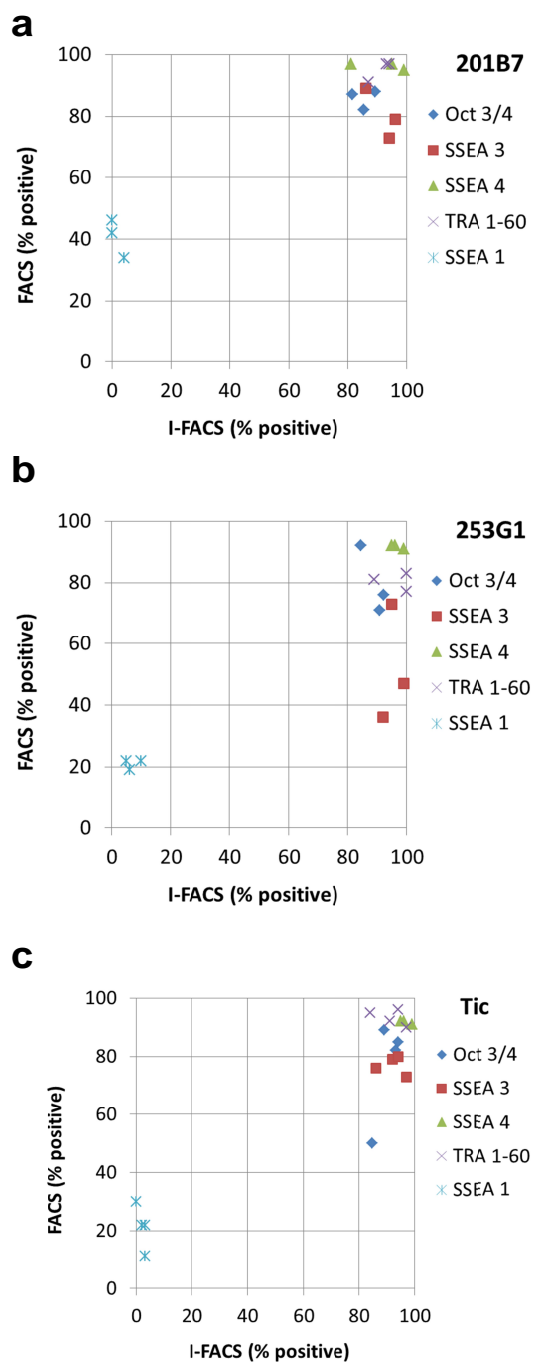 a
201B7
100
80
60
40
20
0
FACS (% positive)
0 20 40 60 80 100
I-FACS (% positive)
Oct 3/4
SSEA 3
SSEA 4
TRA 1-60
SSEA 1
b
253G1
100
80
60
40
20
0
FACS (% positive)
0 20 40 60 80 100
I-FACS (% positive)
Oct 3/4
SSEA 3
SSEA 4
TRA 1-60
SSEA 1
c
Tic
100
80
60
40
20
0
FACS (% positive)
0 20 40 60 80 100
I-FACS (% positive)
Oct 3/4
SSEA 3
SSEA 4
TRA 1-60
SSEA 1